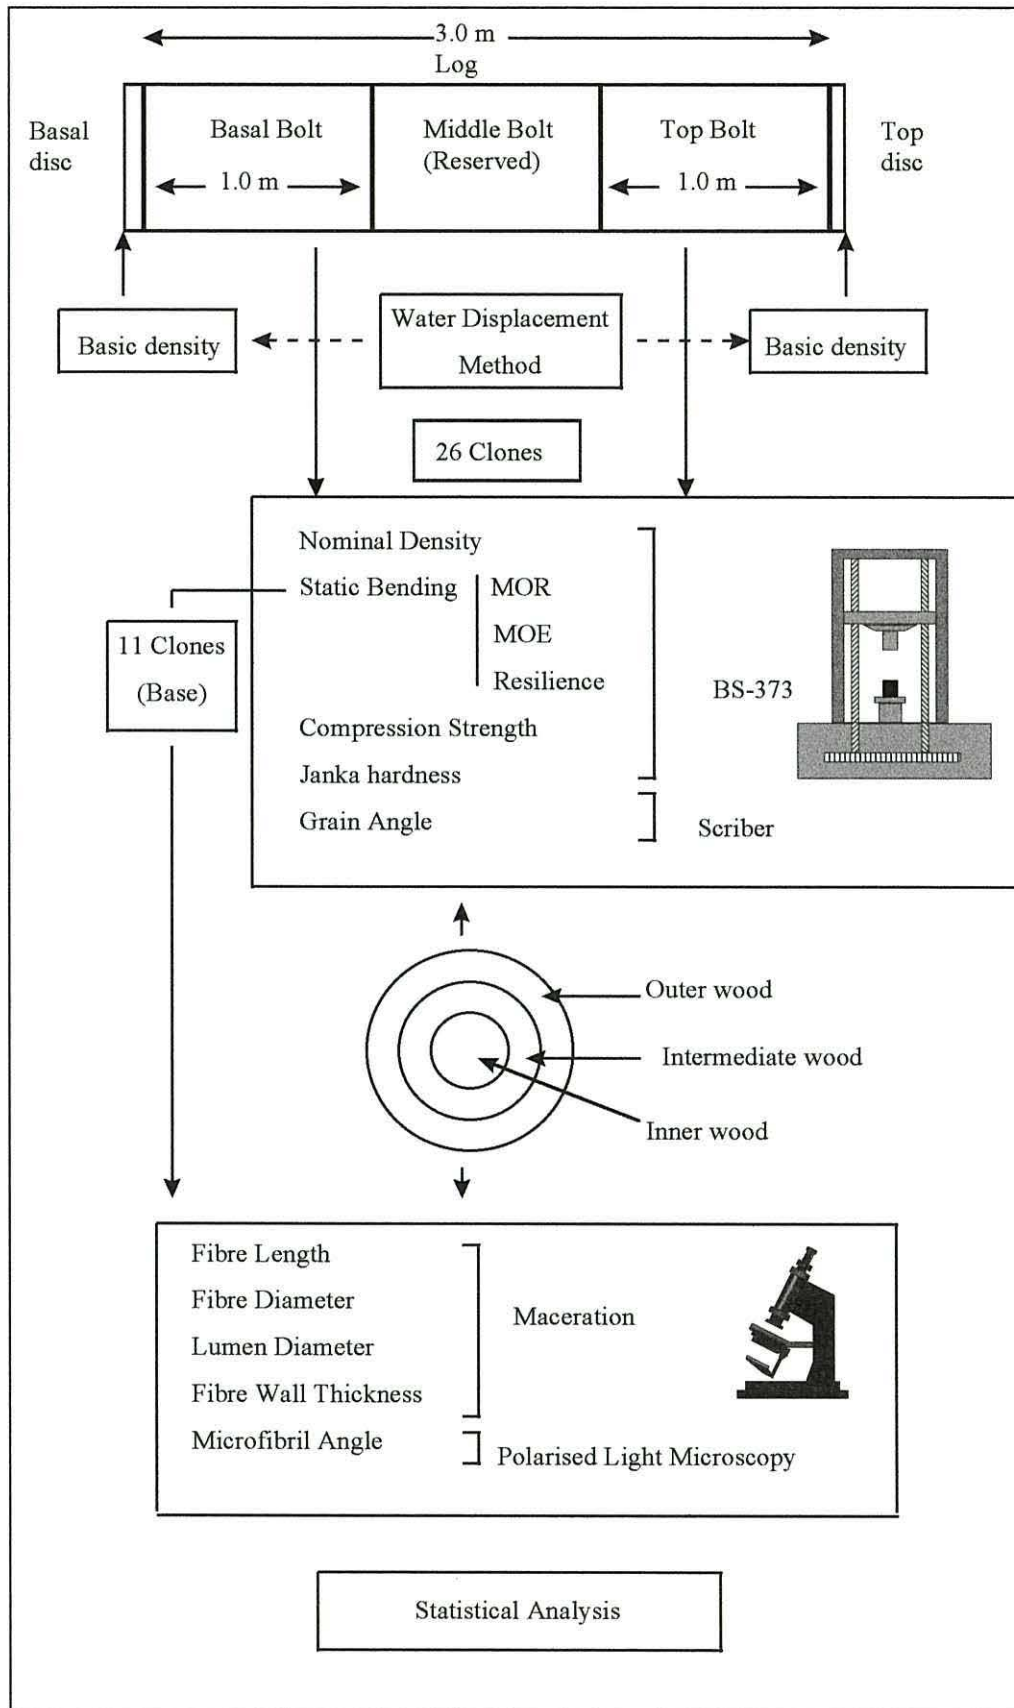 3.0 m
Log
Basal
disc
Basal Bolt
1.0 m
Middle Bolt
(Reserved)
Top Bolt
1.0 m
Top
disc
Basic density
Water Displacement
Method
Basic density
26 Clones
Nominal Density
Static Bending
MOR
MOE
Resilience
Compression Strength
Janka hardness
Grain Angle
BS-373
Scriber
11 Clones
(Base)
Outer wood
Intermediate wood
Inner wood
Fibre Length
Fibre Diameter
Lumen Diameter
Fibre Wall Thickness
Microfibril Angle
Maceration
Polarised Light Microscopy
Statistical Analysis